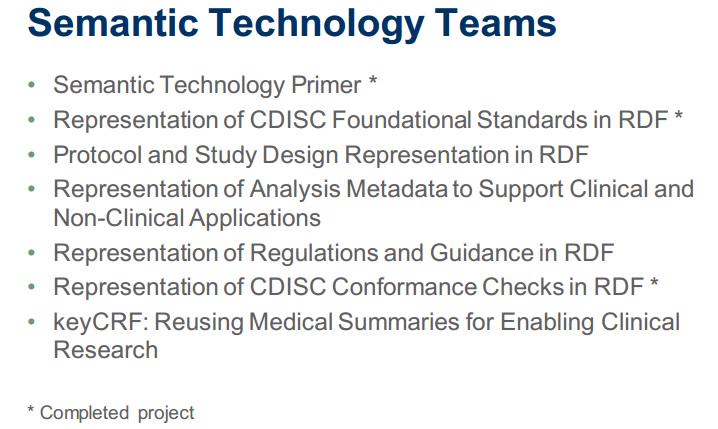 Semantic Technology Teams
• Semantic Technology Primer *
• Representation of CDISC Foundational Standards in RDF *
• Protocol and Study Design Representation in RDF
• Representation of Analysis Metadata to Support Clinical and
Non-Clinical Applications
• Representation of Regulations and Guidance in RDF
• Representation of CDISC Conformance Checks in RDF *
• keyCRF: Reusing Medical Summaries for Enabling Clinical
Research
* Completed project